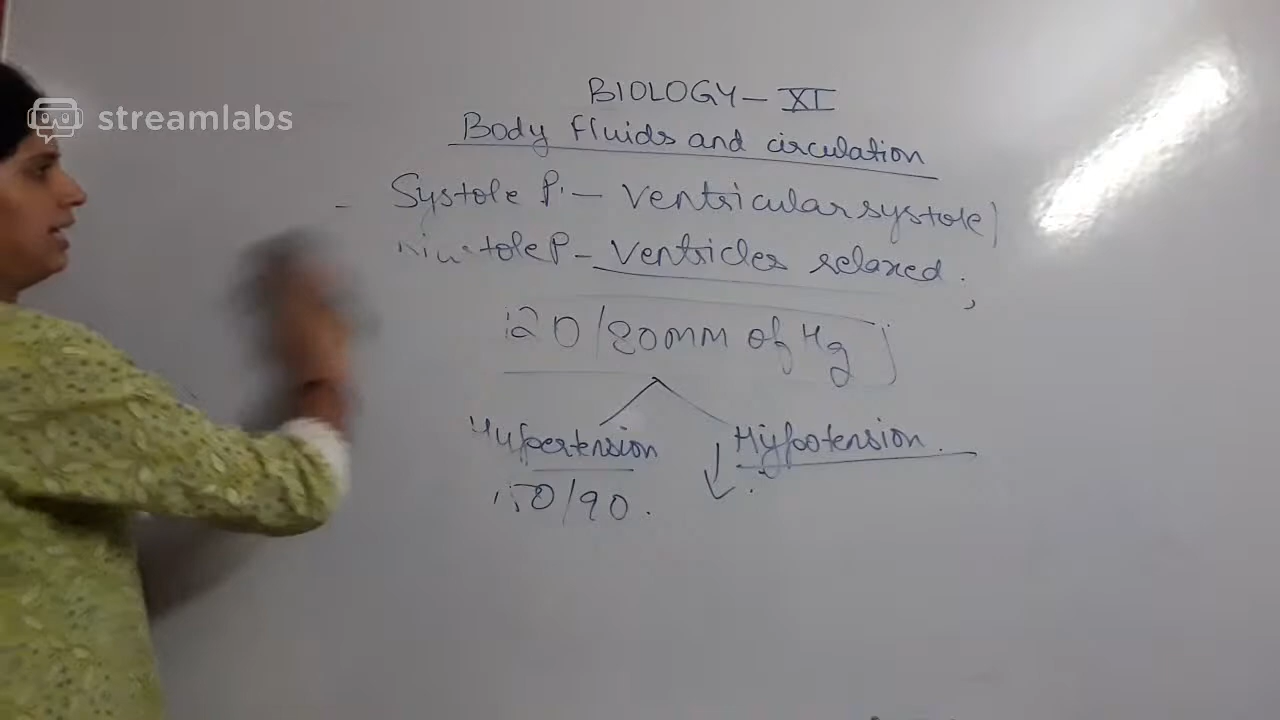 streamlabs
BIOLOGY - XI
Body fluids and circulation
- Systole P. - Ventricular systole
P - Ventricles relaxed.
120/80mm of Hg
Hypertension
Hypotension.
150/90.